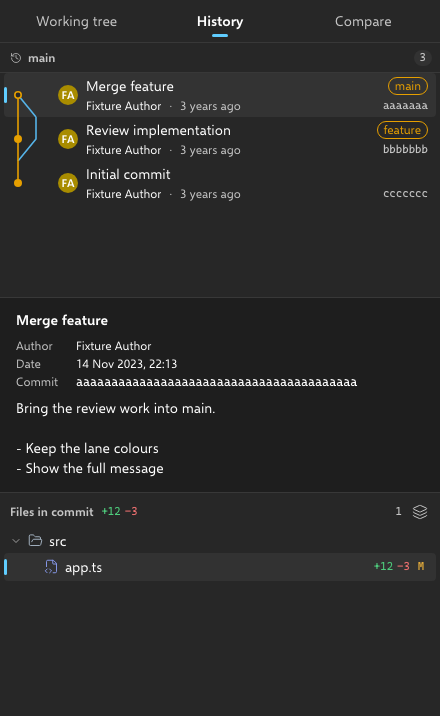 Working tree History Compare
main 3
FA Merge feature main
Fixture Author · 3 years ago aaaaaaa
FA Review implementation feature
Fixture Author · 3 years ago bbbbbbb
FA Initial commit
Fixture Author · 3 years ago ccccccc
Merge feature
Author Fixture Author
Date 14 Nov 2023, 22:13
Commit aaaaaaaaaaaaaaaaaaaaaaaaaaaaaaaaaaaaaaaa
Bring the review work into main.
- Keep the lane colours
- Show the full message
Files in commit +12 −3 1
src
app.ts +12 −3 M